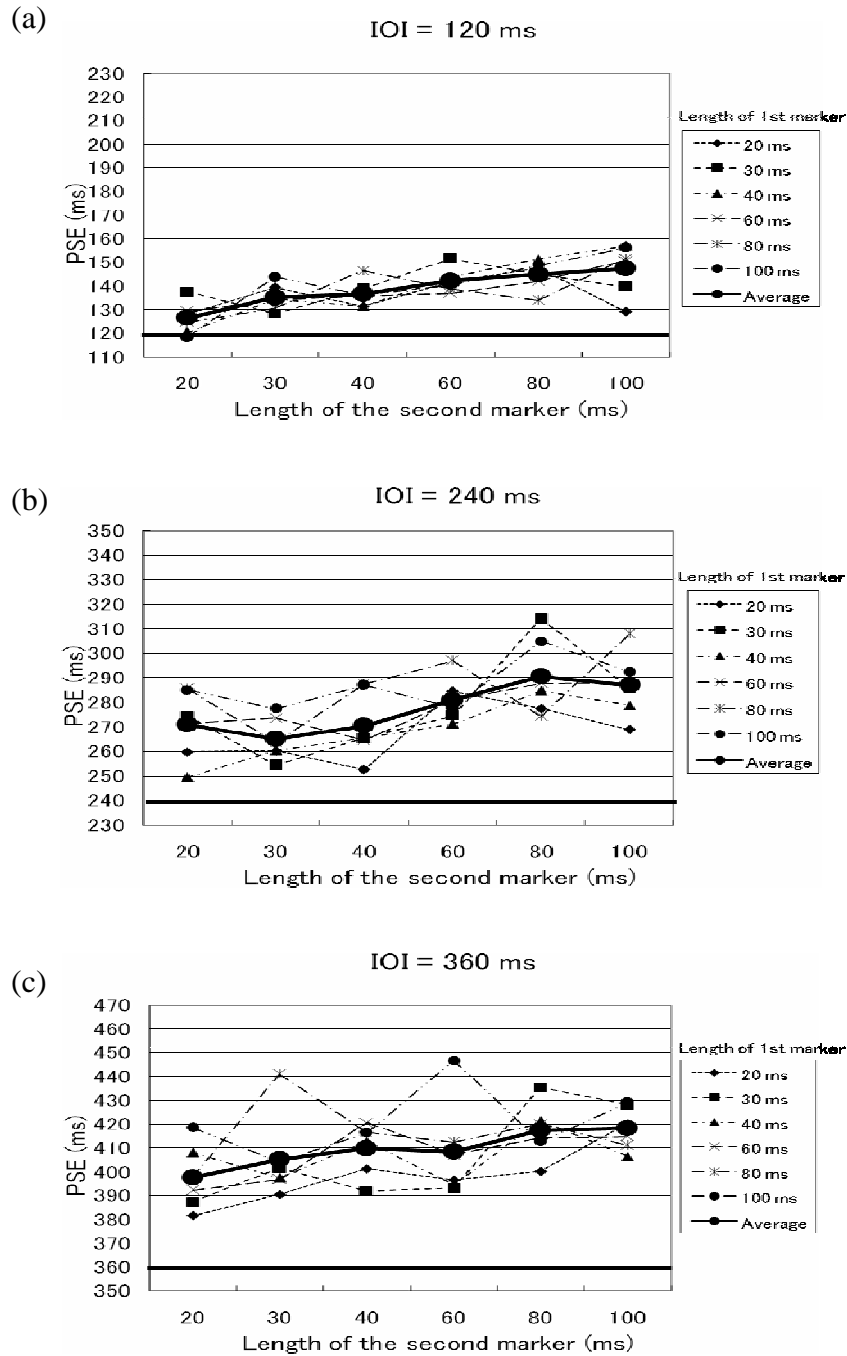 (a)
IOI = 120 ms
230
220
210
200
190
180
170
160
150
140
130
120
110
PSE (ms)
20 30 40 60 80 100
Length of the second marker (ms)
Length of 1st marker
20 ms
30 ms
40 ms
60 ms
80 ms
100 ms
Average
(b)
IOI = 240 ms
350
340
330
320
310
300
290
280
270
260
250
240
230
PSE (ms)
20 30 40 60 80 100
Length of the second marker (ms)
Length of 1st marker
20 ms
30 ms
40 ms
60 ms
80 ms
100 ms
Average
(c)
IOI = 360 ms
470
460
450
440
430
420
410
400
390
380
370
360
350
PSE (ms)
20 30 40 60 80 100
Length of the second marker (ms)
Length of 1st marker
20 ms
30 ms
40 ms
60 ms
80 ms
100 ms
Average